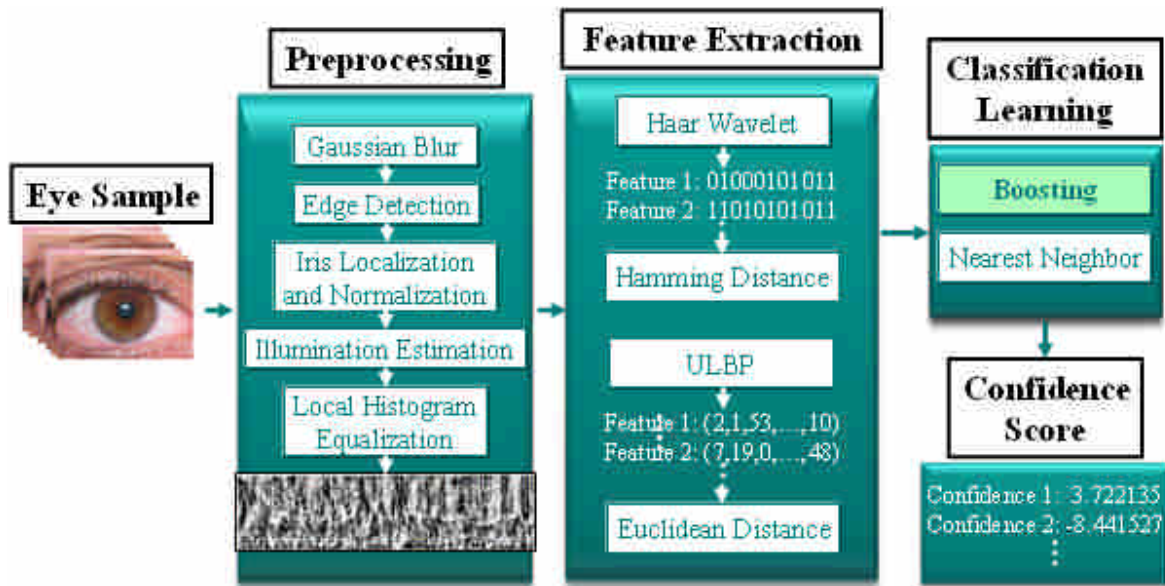 Eye Sample
Preprocessing
Gaussian Blur
Edge Detection
Iris Localization
and Normalization
Illumination Estimation
Local Histogram
Equalization
Feature Extraction
Haar Wavelet
Feature 1: 01000101011
Feature 2: 11010101011
Hamming Distance
ULBP
Feature 1: (2,1,53,...,10)
Feature 2: (7,19,0,...,48)
Euclidean Distance
Classification
Learning
Boosting
Nearest Neighbor
Confidence
Score
Confidence 1: 3.722135
Confidence 2: -8.441527